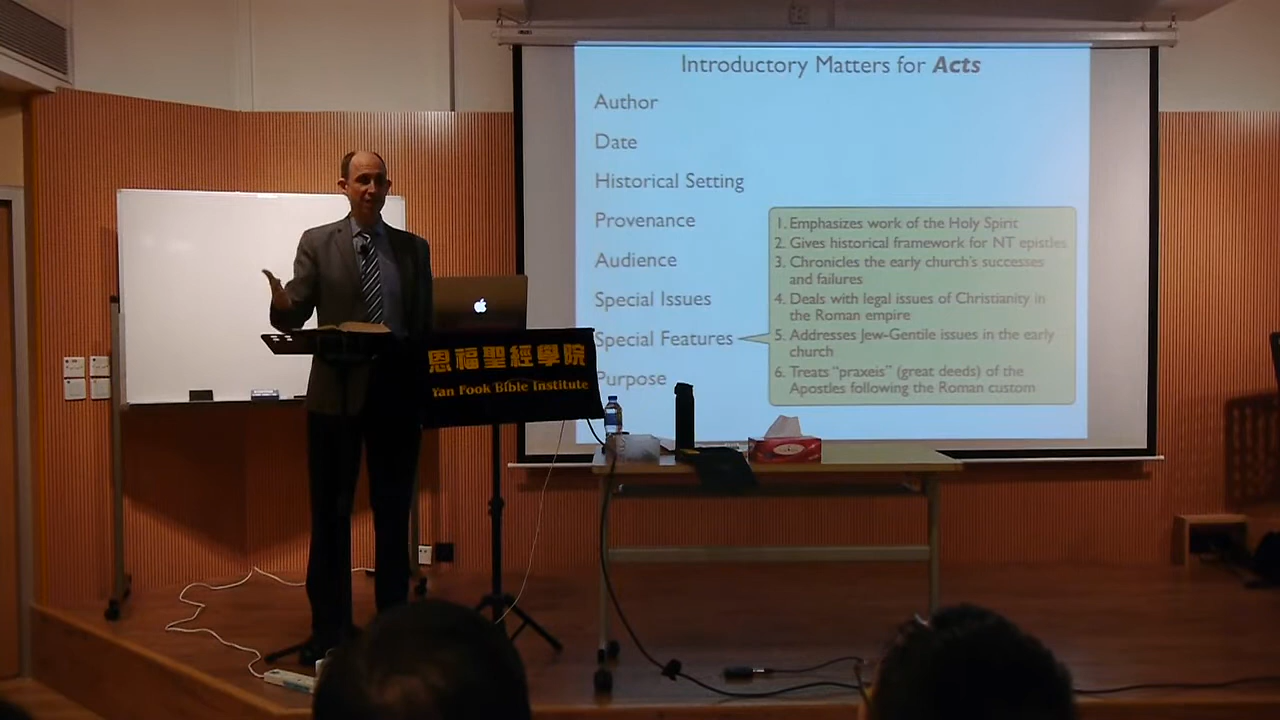 Introductory Matters for Acts
Author
Date
Historical Setting
Provenance
Audience
Special Issues
Special Features
Purpose
1. Emphasizes work of the Holy Spirit
2. Gives historical framework for NT epistles
3. Chronicles the early church's successes
and failures
4. Deals with legal issues of Christianity in
the Roman empire
5. Addresses Jew-Gentile issues in the early
church
6. Treats "praxeis" (great deeds) of the
Apostles following the Roman custom
恩福聖經學院
Yan Fook Bible Institute